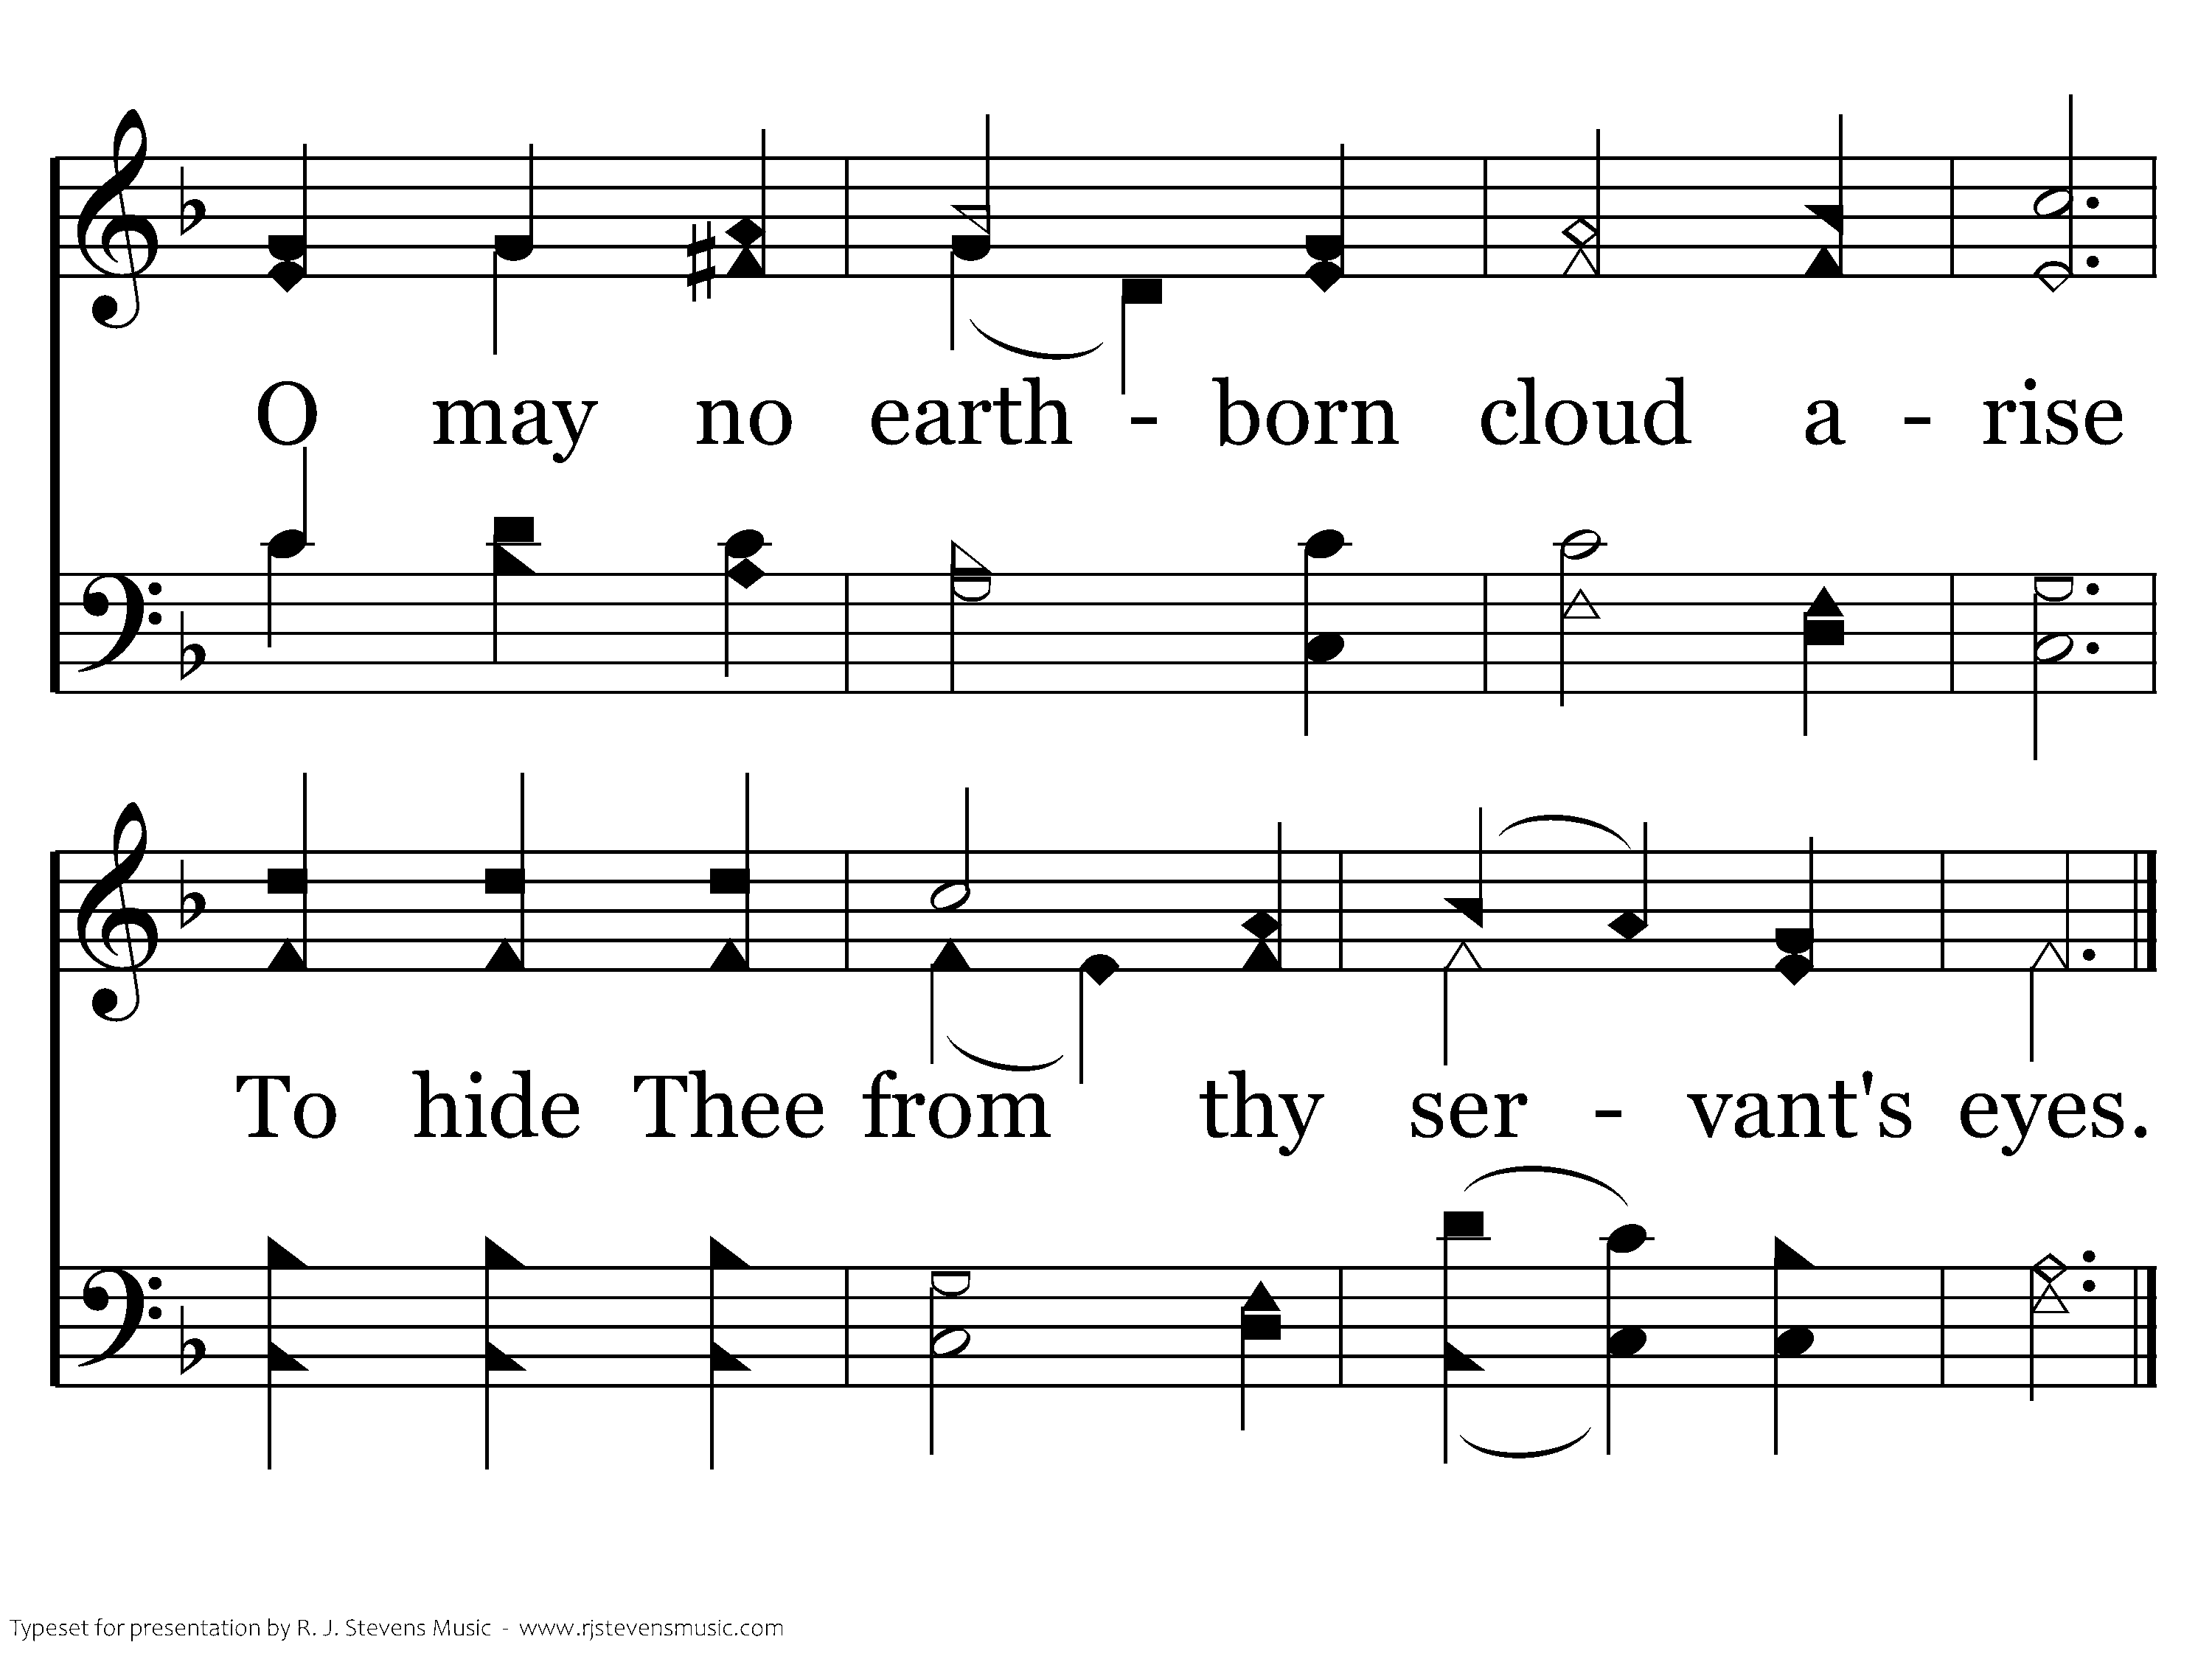 O may no earth - born cloud a - rise
To hide Thee from thy ser - vant's eyes.
Typeset for presentation by R. J. Stevens Music - www.rjstevensmusic.com